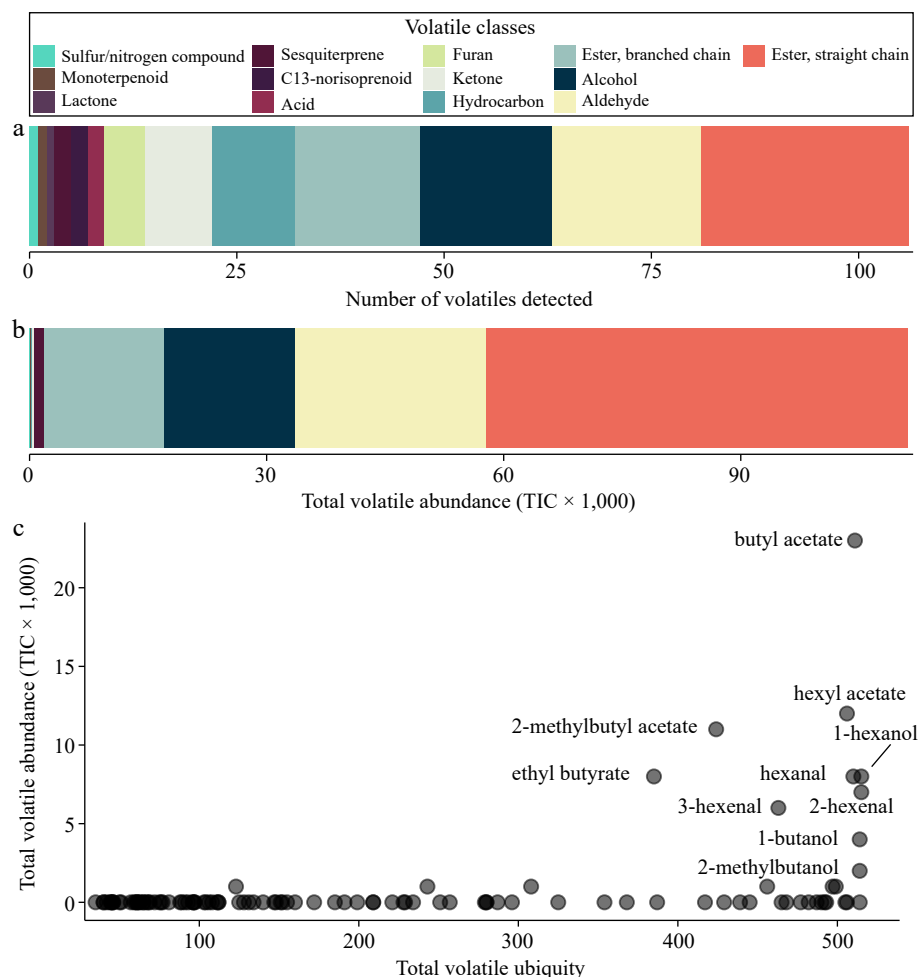 Volatile classes
Sulfur/nitrogen compound Sesquiterpene Furan Ester, branched chain Ester, straight chain
Monoterpenoid C13-norisoprenoid Ketone Alcohol
Lactone Acid Hydrocarbon Aldehyde
a
0 25 50 75 100
Number of volatiles detected
b
0 30 60 90
Total volatile abundance (TIC × 1,000)
c
butyl acetate
hexyl acetate
2-methylbutyl acetate
1-hexanol
ethyl butyrate hexanal
3-hexenal 2-hexenal
1-butanol
2-methylbutanol
Total volatile abundance (TIC × 1,000)
20
15
10
5
0
100 200 300 400 500
Total volatile ubiquity